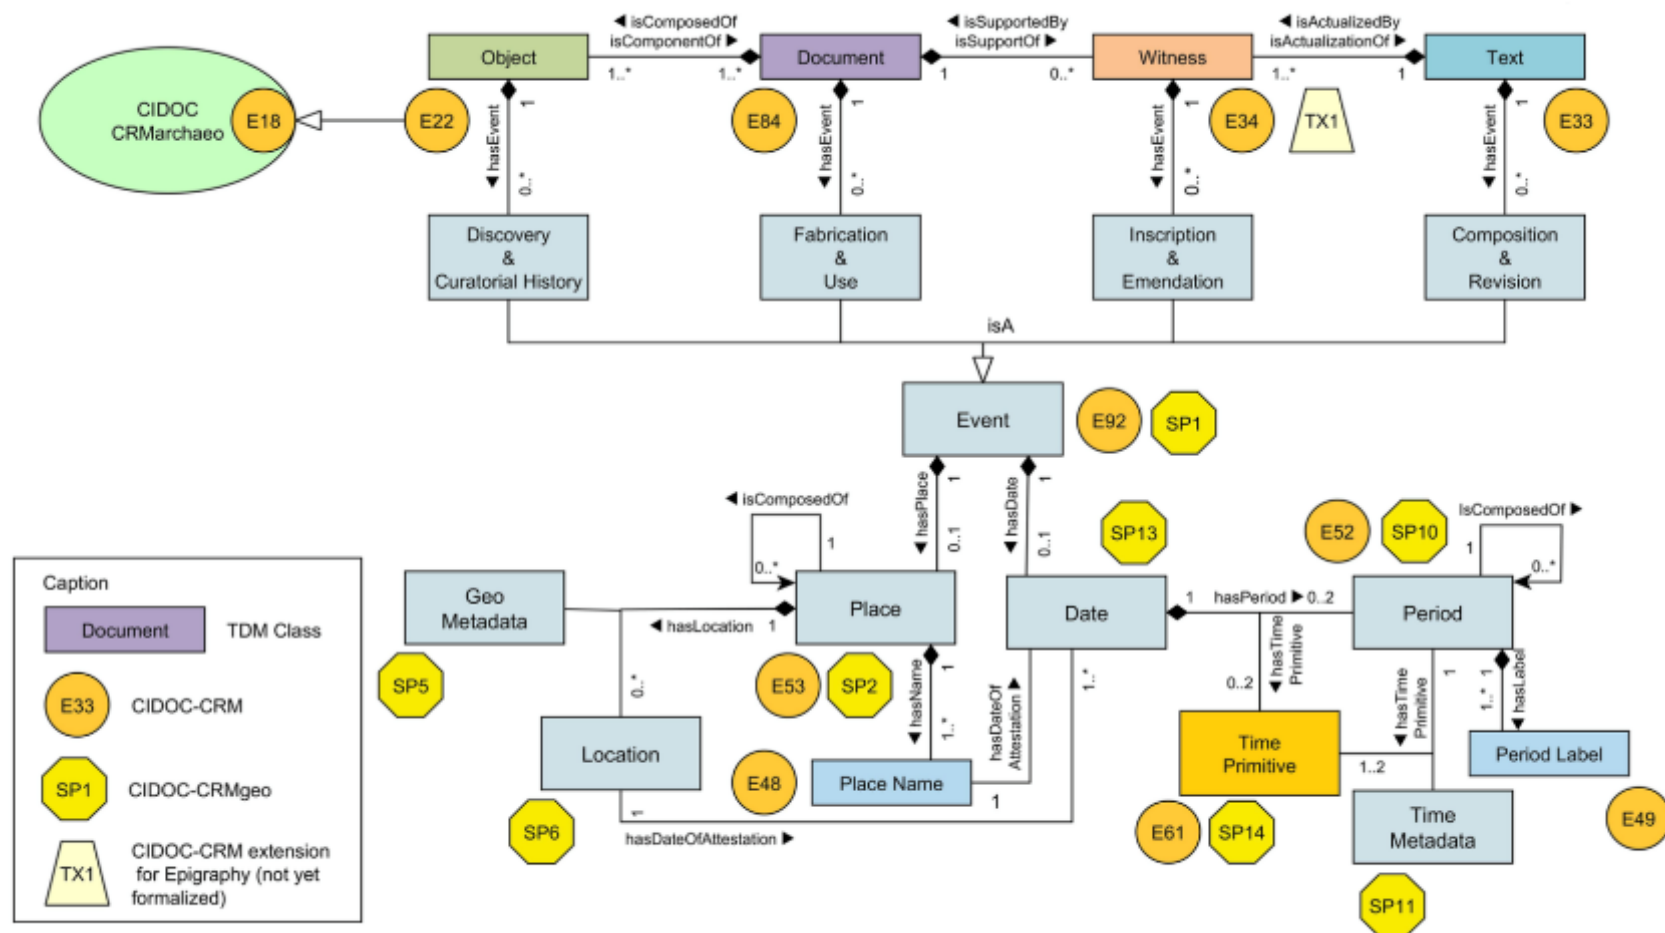 ◀ isComposedOf
isComponentOf ▶
1..*
1..*
◀ isSupportedBy
isSupportOf ▶
1
0..*
◀ isActualizedBy
isActualizationOf ▶
1..*
1
Object
Document
Witness
Text
CIDOC
CRMarchaeo
E18
E22
E84
E34
TX1
E33
◀ hasEvent
1
0..*
◀ hasEvent
1
0..*
◀ hasEvent
1
0..*
◀ hasEvent
1
0..*
Discovery
&
Curatorial History
Fabrication
&
Use
Inscription
&
Emendation
Composition
&
Revision
isA
Event
E92
SP1
◀ hasPlace
1
0..1
◀ hasDate
1
0..1
◀ isComposedOf
1
0..*
SP13
E52
SP10
IsComposedOf ▶
1
0..*
Geo
Metadata
Place
Date
Period
◀ hasLocation
1
0..*
1
hasPeriod ▶
0..2
SP5
E53
SP2
◀ hasName
1
1..*
hasDateOf
Attestation ▶
1..*
◀ hasTime
Primitive
0..2
◀ hasTime
Primitive
1
1..2
1
1..*
◀ hasLabel
Location
Place Name
E48
1
Time
Primitive
Period Label
SP6
1
hasDateOfAttestation ▶
E61
SP14
Time
Metadata
E49
SP11
Caption
Document
TDM Class
E33
CIDOC-CRM
SP1
CIDOC-CRMgeo
TX1
CIDOC-CRM extension
for Epigraphy (not yet
formalized)